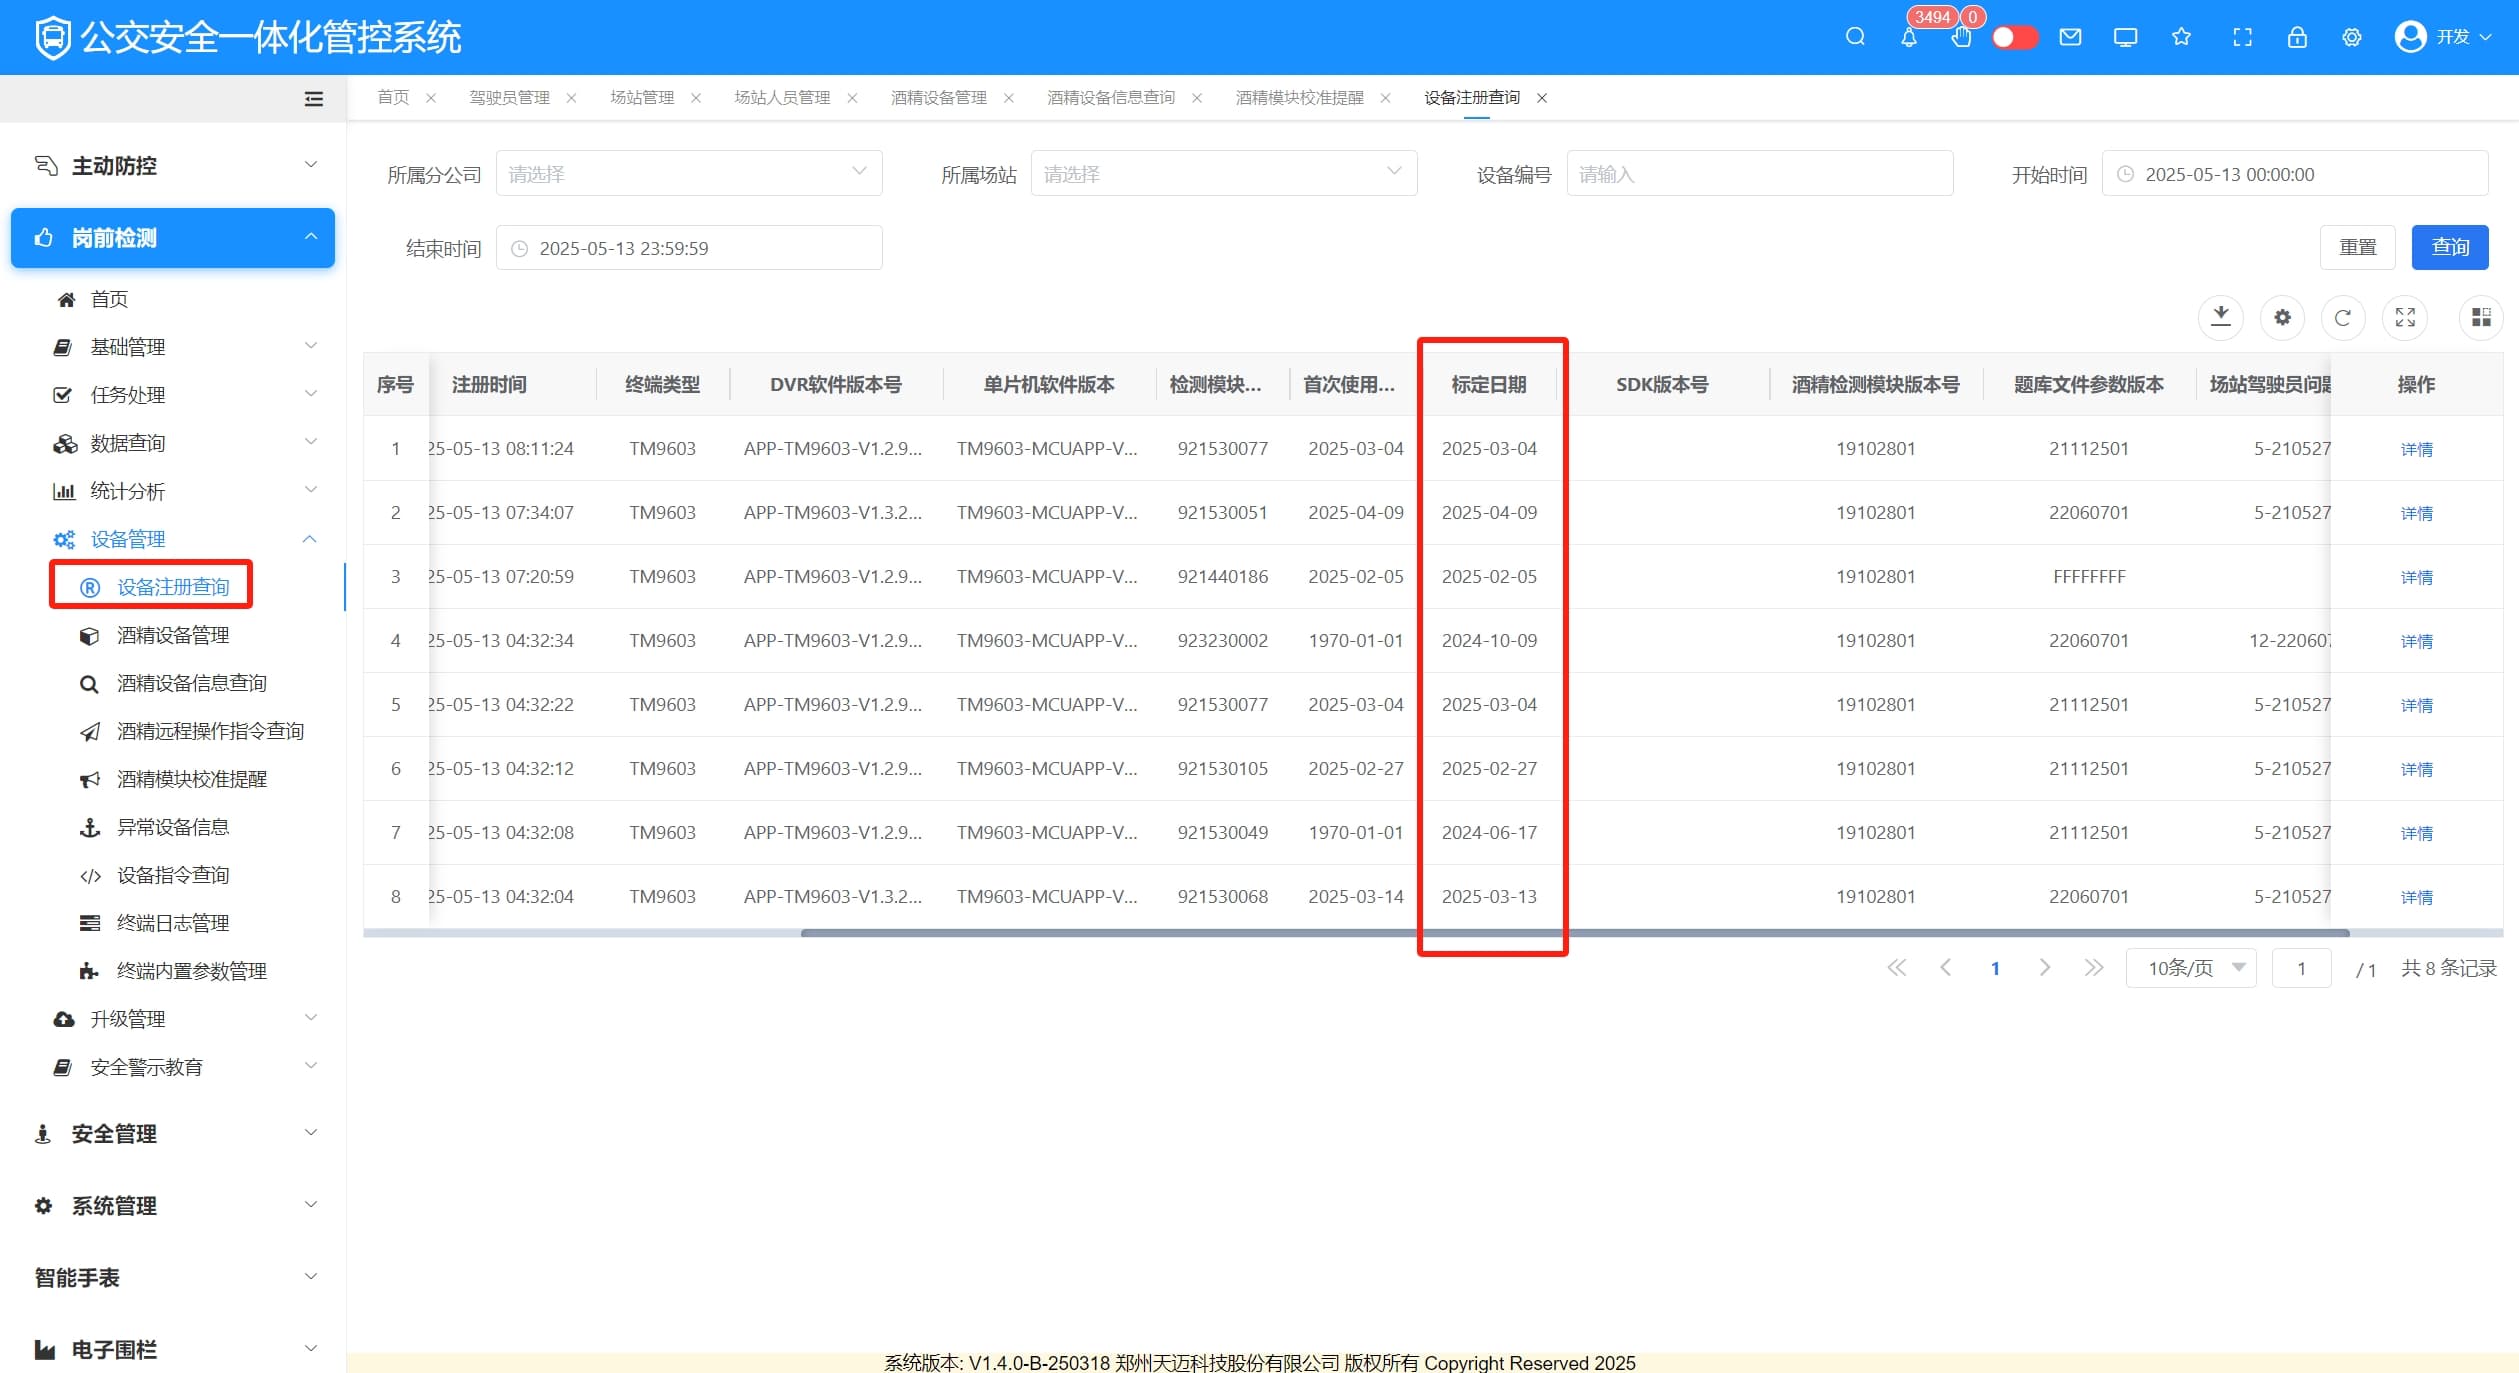 公交安全一体化管控系统
3494
0
开发
首页
驾驶员管理
场站管理
场站人员管理
酒精设备管理
酒精设备信息查询
酒精模块校准提醒
设备注册查询
主动防控
岗前检测
首页
基础管理
任务处理
数据查询
统计分析
设备管理
设备注册查询
酒精设备管理
酒精设备信息查询
酒精远程操作指令查询
酒精模块校准提醒
异常设备信息
设备指令查询
终端日志管理
终端内置参数管理
升级管理
安全警示教育
安全管理
系统管理
智能手表
电子围栏
所属分公司 请选择
所属场站 请选择
设备编号 请输入
开始时间 2025-05-13 00:00:00
结束时间 2025-05-13 23:59:59
重置 查询
序号 注册时间 终端类型 DVR软件版本号 单片机软件版本 检测模块... 首次使用... 标定日期 SDK版本号 酒精检测模块版本号 题库文件参数版本 场站驾驶员问题 操作
1 25-05-13 08:11:24 TM9603 APP-TM9603-V1.2.9... TM9603-MCUAPP-V... 921530077 2025-03-04 2025-03-04 19102801 21112501 5-210527 详情
2 25-05-13 07:34:07 TM9603 APP-TM9603-V1.3.2... TM9603-MCUAPP-V... 921530051 2025-04-09 2025-04-09 19102801 22060701 5-210527 详情
3 25-05-13 07:20:59 TM9603 APP-TM9603-V1.2.9... TM9603-MCUAPP-V... 921440186 2025-02-05 2025-02-05 19102801 FFFFFFFF 详情
4 25-05-13 04:32:34 TM9603 APP-TM9603-V1.2.9... TM9603-MCUAPP-V... 923230002 1970-01-01 2024-10-09 19102801 22060701 12-220607 详情
5 25-05-13 04:32:22 TM9603 APP-TM9603-V1.2.9... TM9603-MCUAPP-V... 921530077 2025-03-04 2025-03-04 19102801 21112501 5-210527 详情
6 25-05-13 04:32:12 TM9603 APP-TM9603-V1.2.9... TM9603-MCUAPP-V... 921530105 2025-02-27 2025-02-27 19102801 21112501 5-210527 详情
7 25-05-13 04:32:08 TM9603 APP-TM9603-V1.2.9... TM9603-MCUAPP-V... 921530049 1970-01-01 2024-06-17 19102801 21112501 5-210527 详情
8 25-05-13 04:32:04 TM9603 APP-TM9603-V1.3.2... TM9603-MCUAPP-V... 921530068 2025-03-14 2025-03-13 19102801 22060701 5-210527 详情
1 10条/页 1 / 1 共 8 条记录
系统版本: V1.4.0-B-250318 郑州天迈科技股份有限公司 版权所有 Copyright Reserved 2025